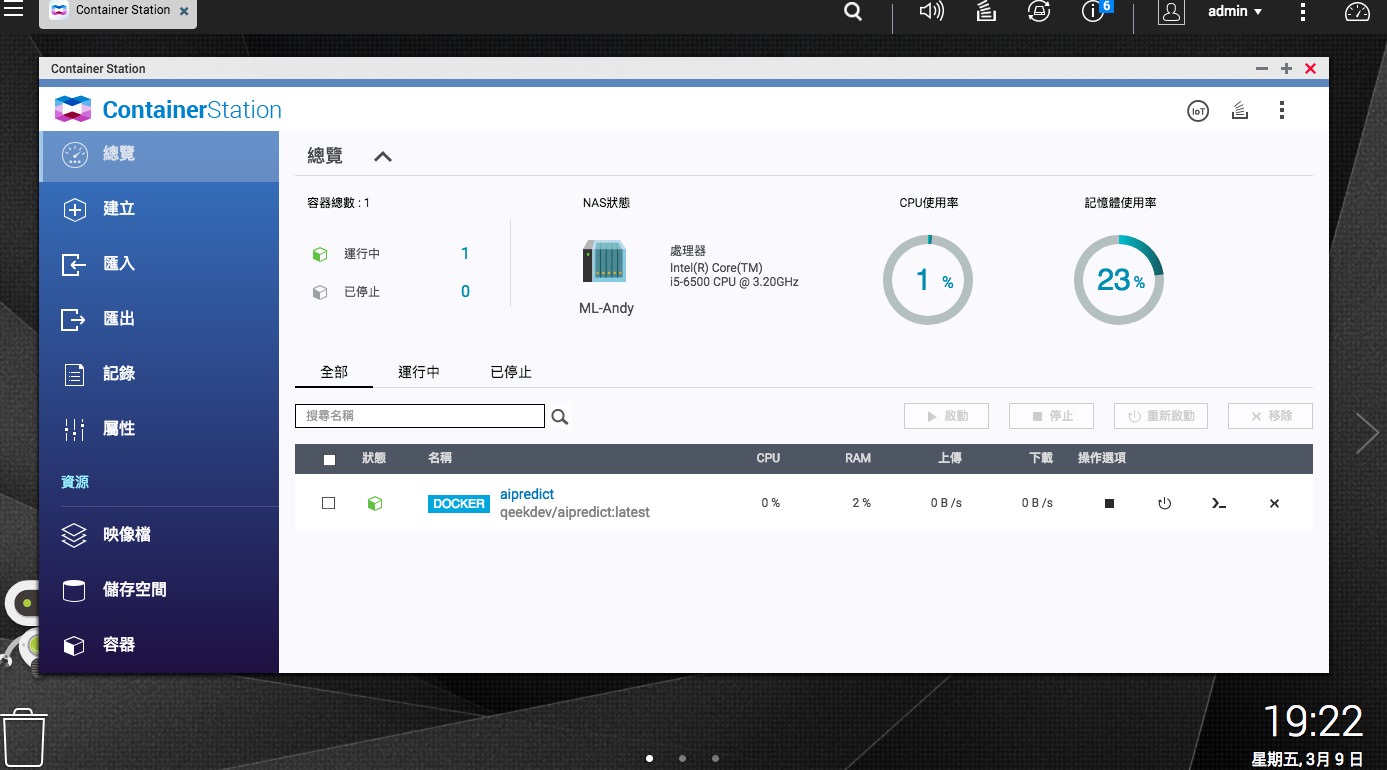 Container Station
6
admin
Container Station
ContainerStation
IoT
總覽
建立
匯入
匯出
記錄
屬性
資源
映像檔
儲存空間
容器
總覽
容器總數 : 1
運行中 1
已停止 0
NAS狀態
ML-Andy
處理器
Intel(R) Core(TM)
i5-6500 CPU @ 3.20GHz
CPU使用率
1 %
記憶體使用率
23 %
全部 運行中 已停止
搜尋名稱
啟動 停止 重新啟動 移除
狀態 名稱 CPU RAM 上傳 下載 操作選項
DOCKER aipredict 0 % 2 % 0 B /s 0 B /s
qeekdev/aipredict:latest
19:22
星期五, 3月 9 日